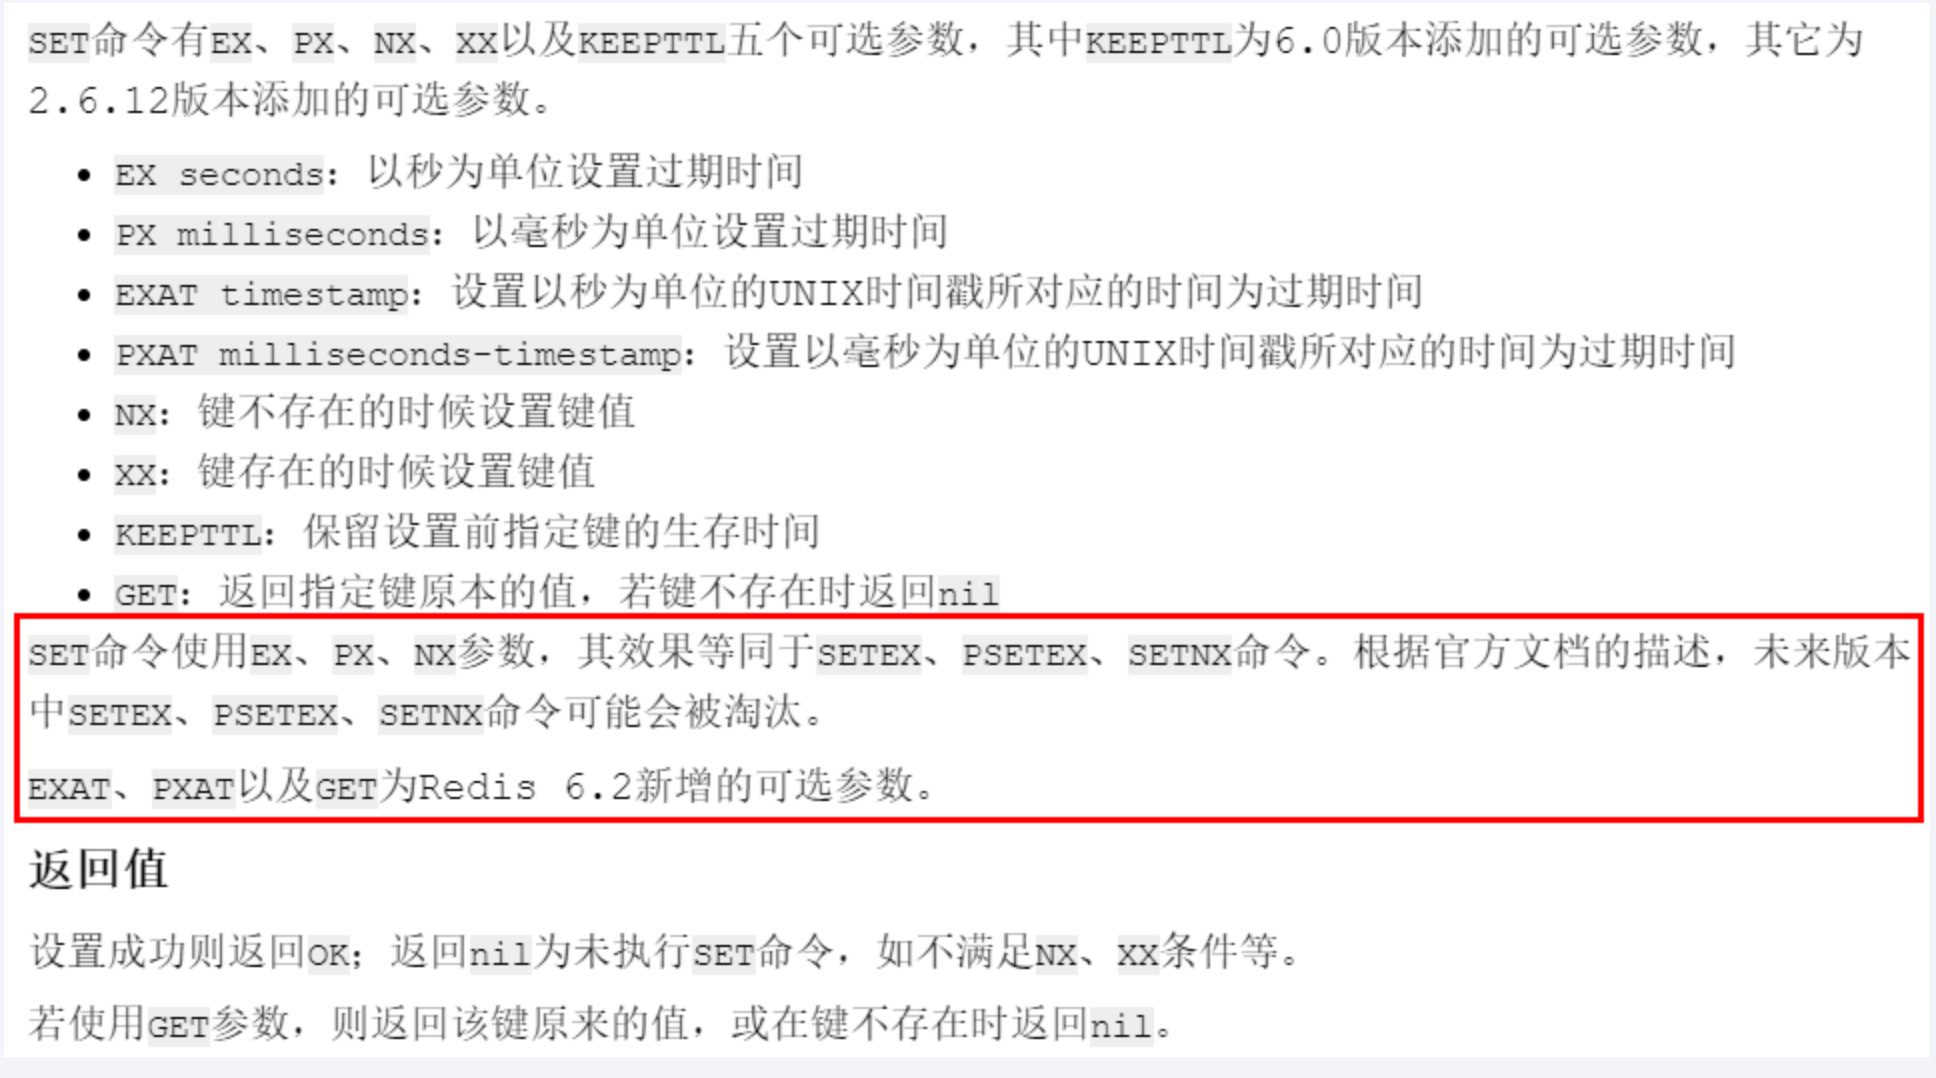 SET命令有EX、PX、NX、XX以及KEEPTTL五个可选参数，其中KEEPTTL为6.0版本添加的可选参数，其它为
2.6.12版本添加的可选参数。
• EX seconds：以秒为单位设置过期时间
• PX milliseconds：以毫秒为单位设置过期时间
• EXAT timestamp：设置以秒为单位的UNIX时间戳所对应的时间为过期时间
• PXAT milliseconds-timestamp：设置以毫秒为单位的UNIX时间戳所对应的时间为过期时间
• NX：键不存在的时候设置键值
• XX：键存在的时候设置键值
• KEEPTTL：保留设置前指定键的生存时间
• GET：返回指定键原本的值，若键不存在时返回nil
SET命令使用EX、PX、NX参数，其效果等同于SETEX、PSETEX、SETNX命令。根据官方文档的描述，未来版本
中SETEX、PSETEX、SETNX命令可能会被淘汰。
EXAT、PXAT以及GET为Redis 6.2新增的可选参数。
返回值
设置成功则返回OK；返回nil为未执行SET命令，如不满足NX、XX条件等。
若使用GET参数，则返回该键原来的值，或在键不存在时返回nil。